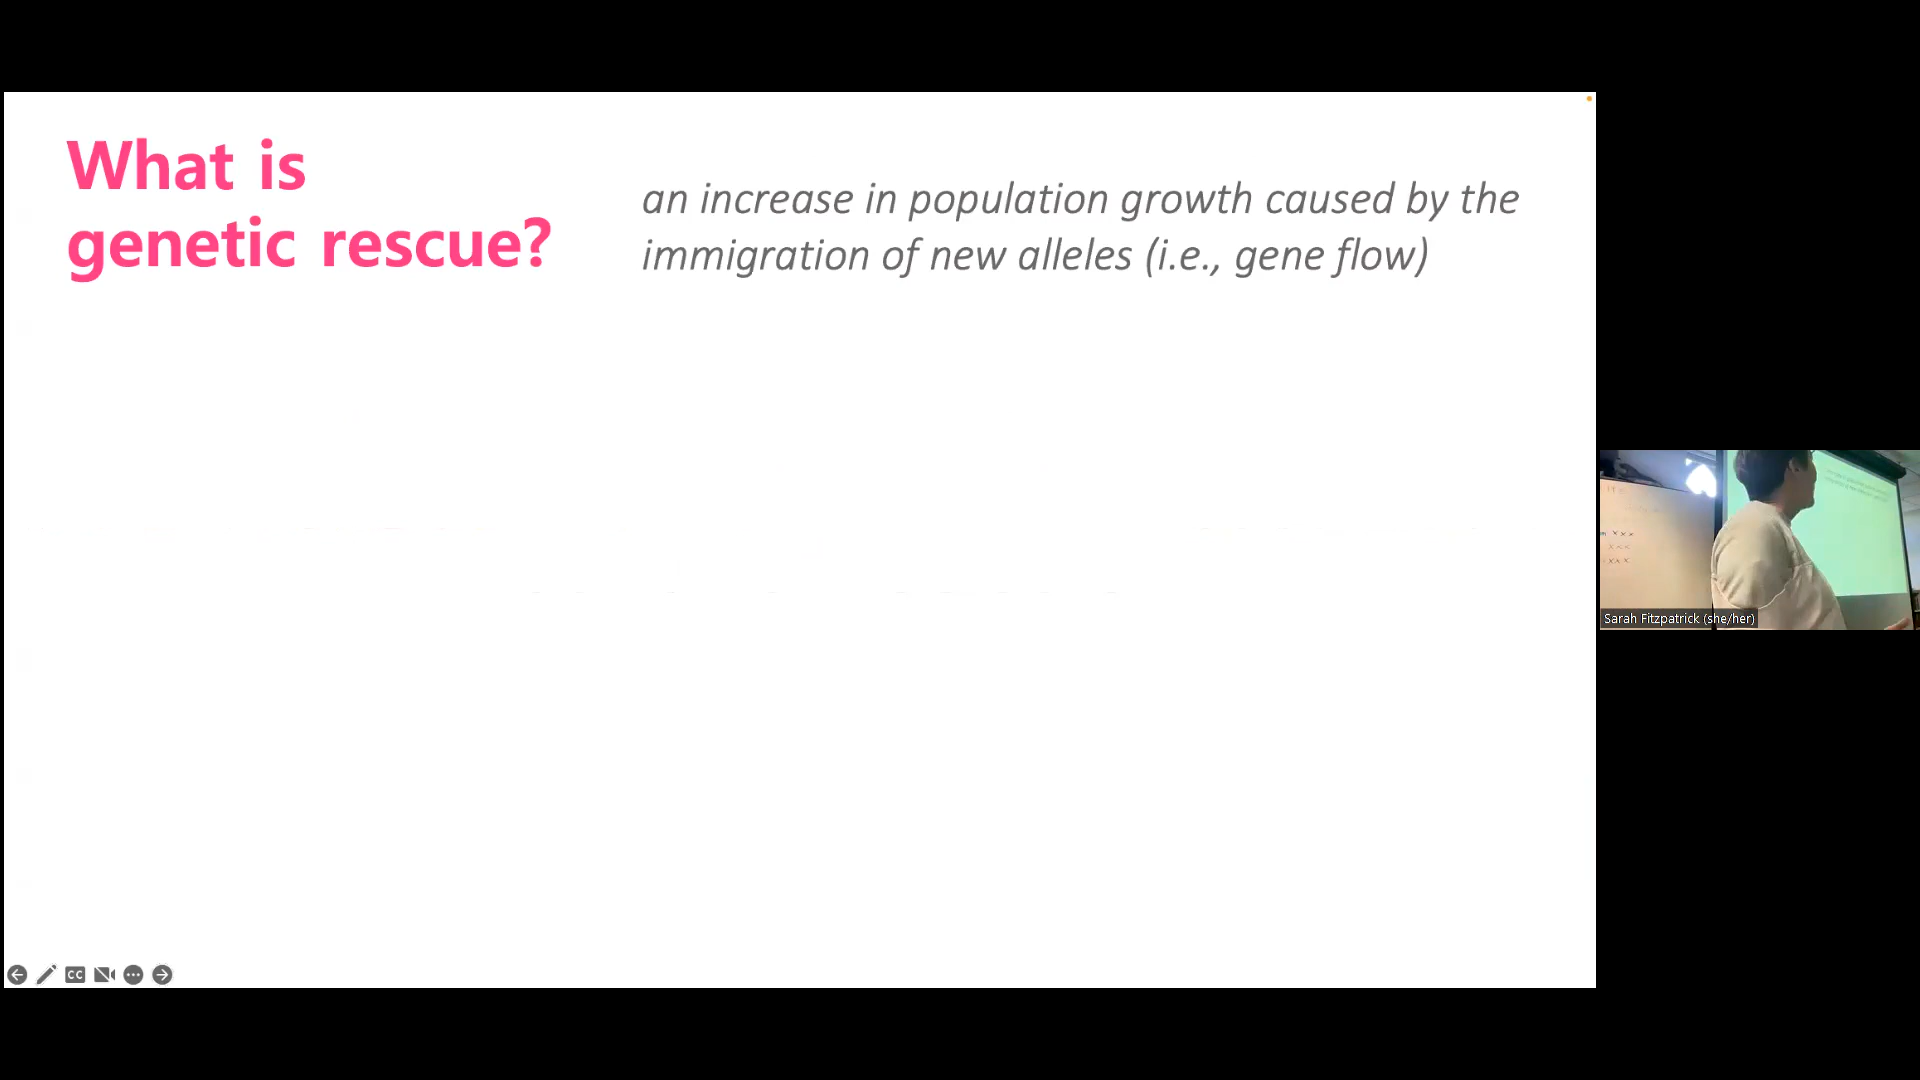 What is
genetic rescue?
an increase in population growth caused by the
immigration of new alleles (i.e., gene flow)
CC
Sarah Fitzpatrick (she/her)